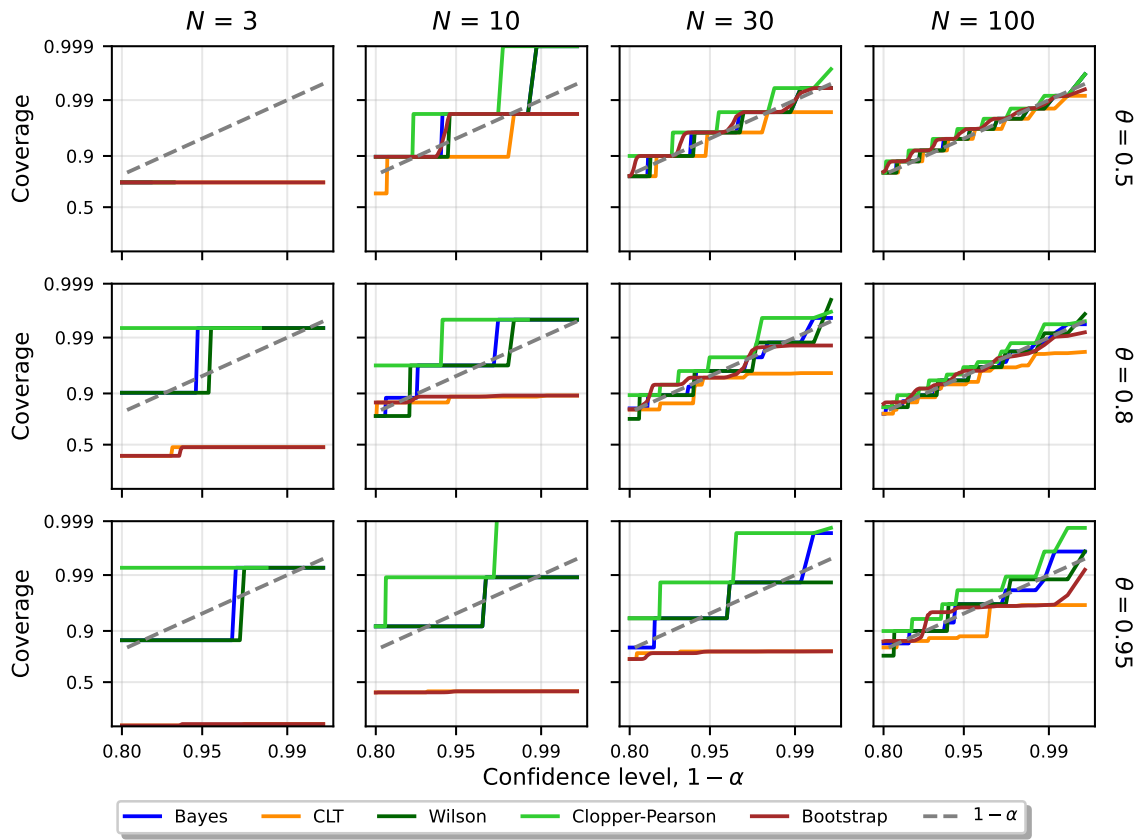 N = 3 N = 10 N = 30 N = 100
0.999
0.99
0.9
0.5
Coverage
θ = 0.5
0.999
0.99
0.9
0.5
Coverage
θ = 0.8
0.999
0.99
0.9
0.5
Coverage
θ = 0.95
0.80 0.95 0.99 0.80 0.95 0.99 0.80 0.95 0.99 0.80 0.95 0.99
Confidence level, 1 − α
Bayes CLT Wilson Clopper-Pearson Bootstrap 1 − α